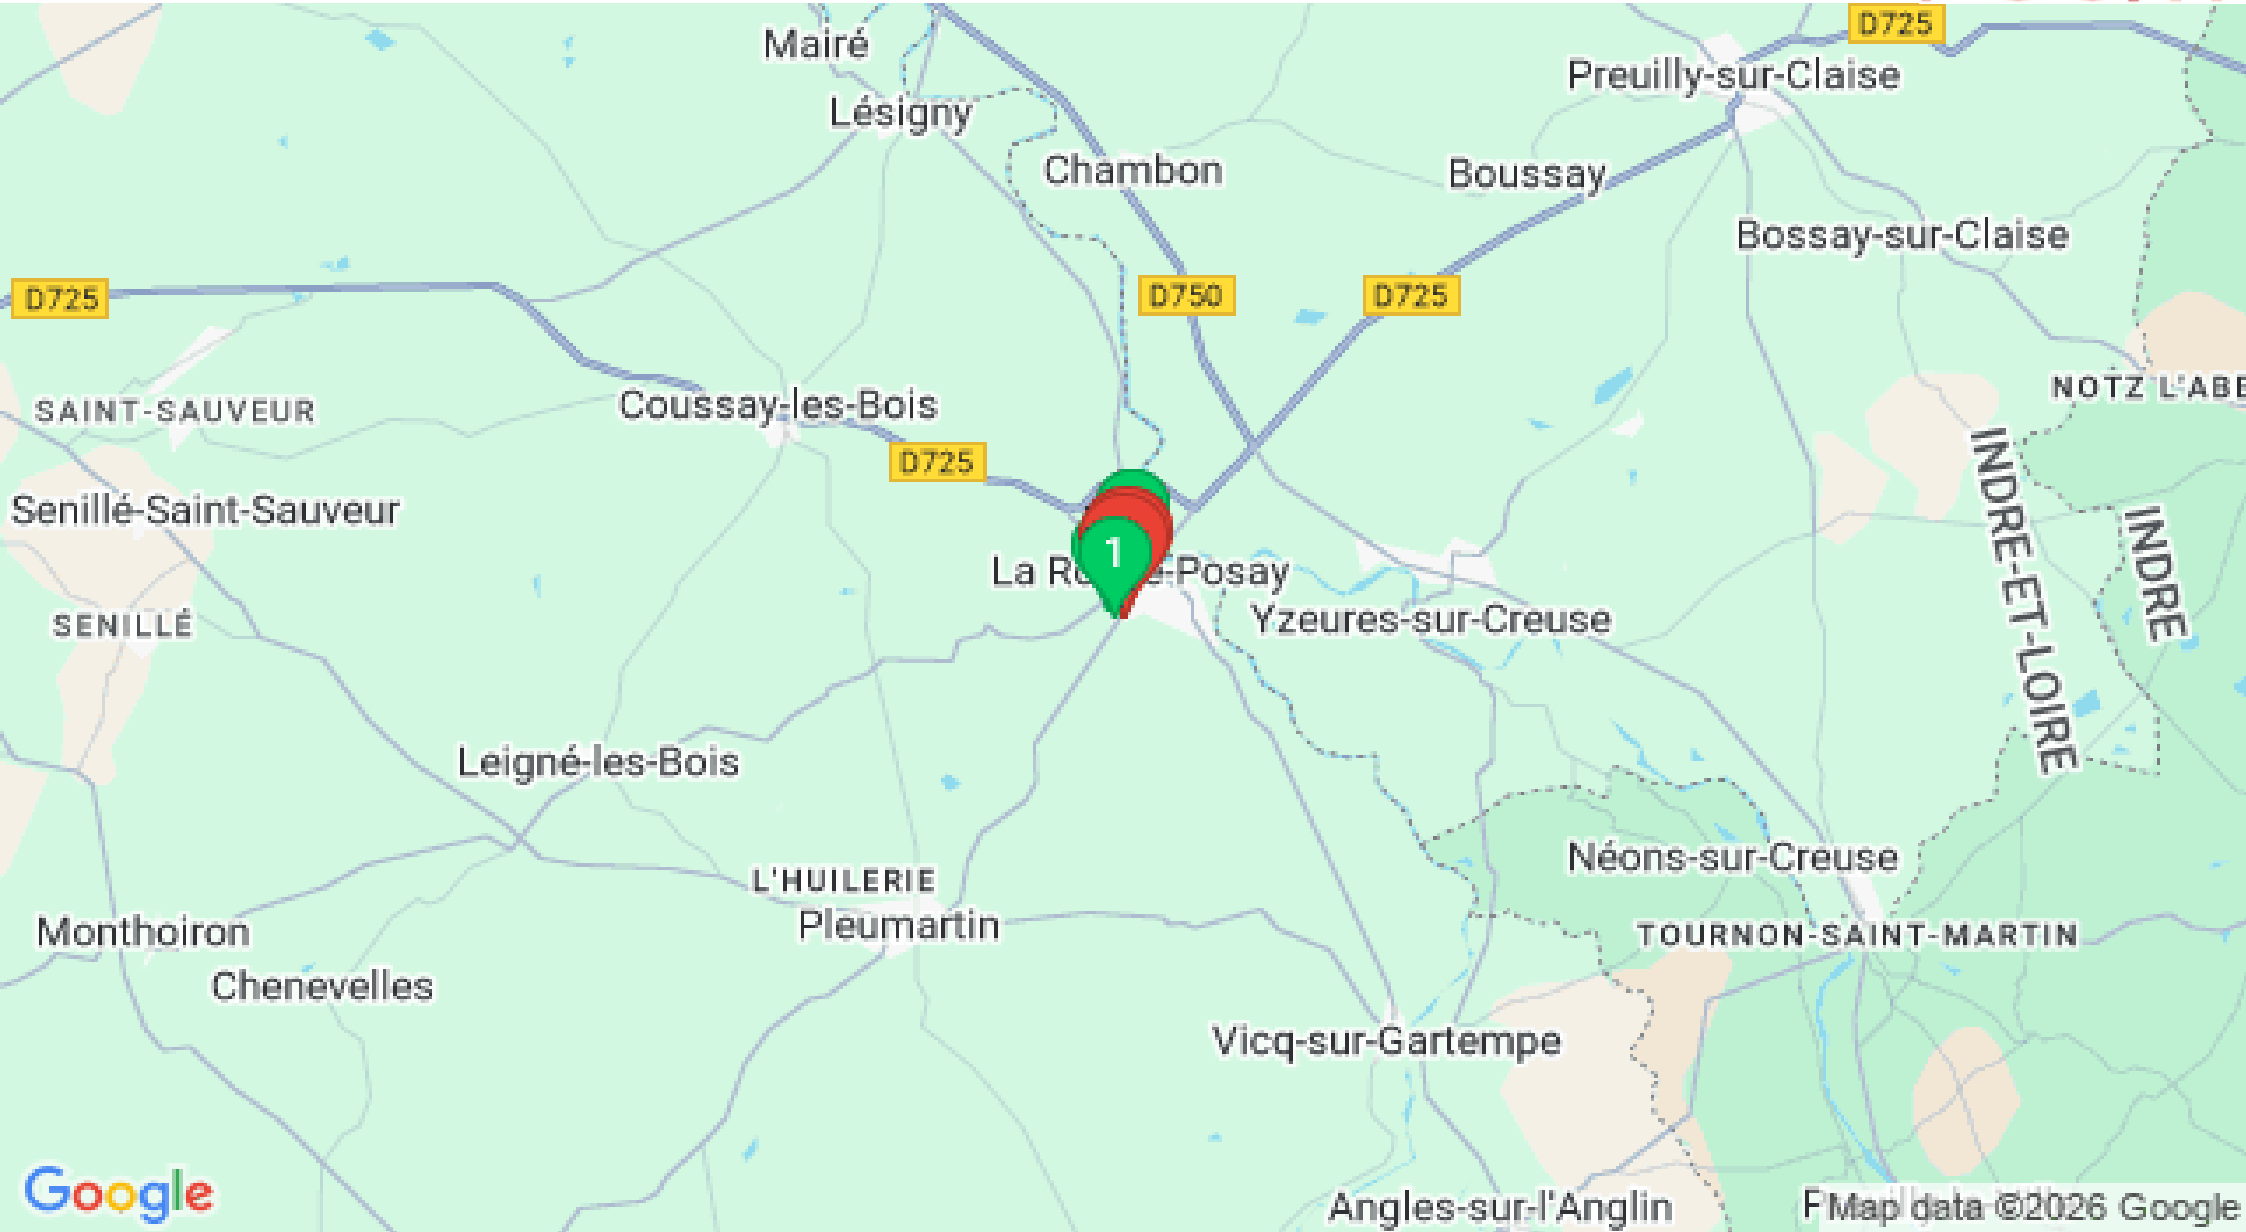 D725
Mairé
Preuilly-sur-Claise
Lésigny
Chambon
Boussay
Bossay-sur-Claise
D725
D750
D725
NOTZ L'ABE
SAINT-SAUVEUR
Coussay-les-Bois
D725
INDRE-ET-LOIRE
INDRE
Senillé-Saint-Sauveur
1
La Ro e-Posay
SENILLÉ
Yzeures-sur-Creuse
Leigné-les-Bois
Néons-sur-Creuse
L'HUILERIE
Pleumartin
Monthoiron
TOURNON-SAINT-MARTIN
Chenevelles
Vicq-sur-Gartempe
Google
Angles-sur-l'Anglin
Map data ©2026 Google